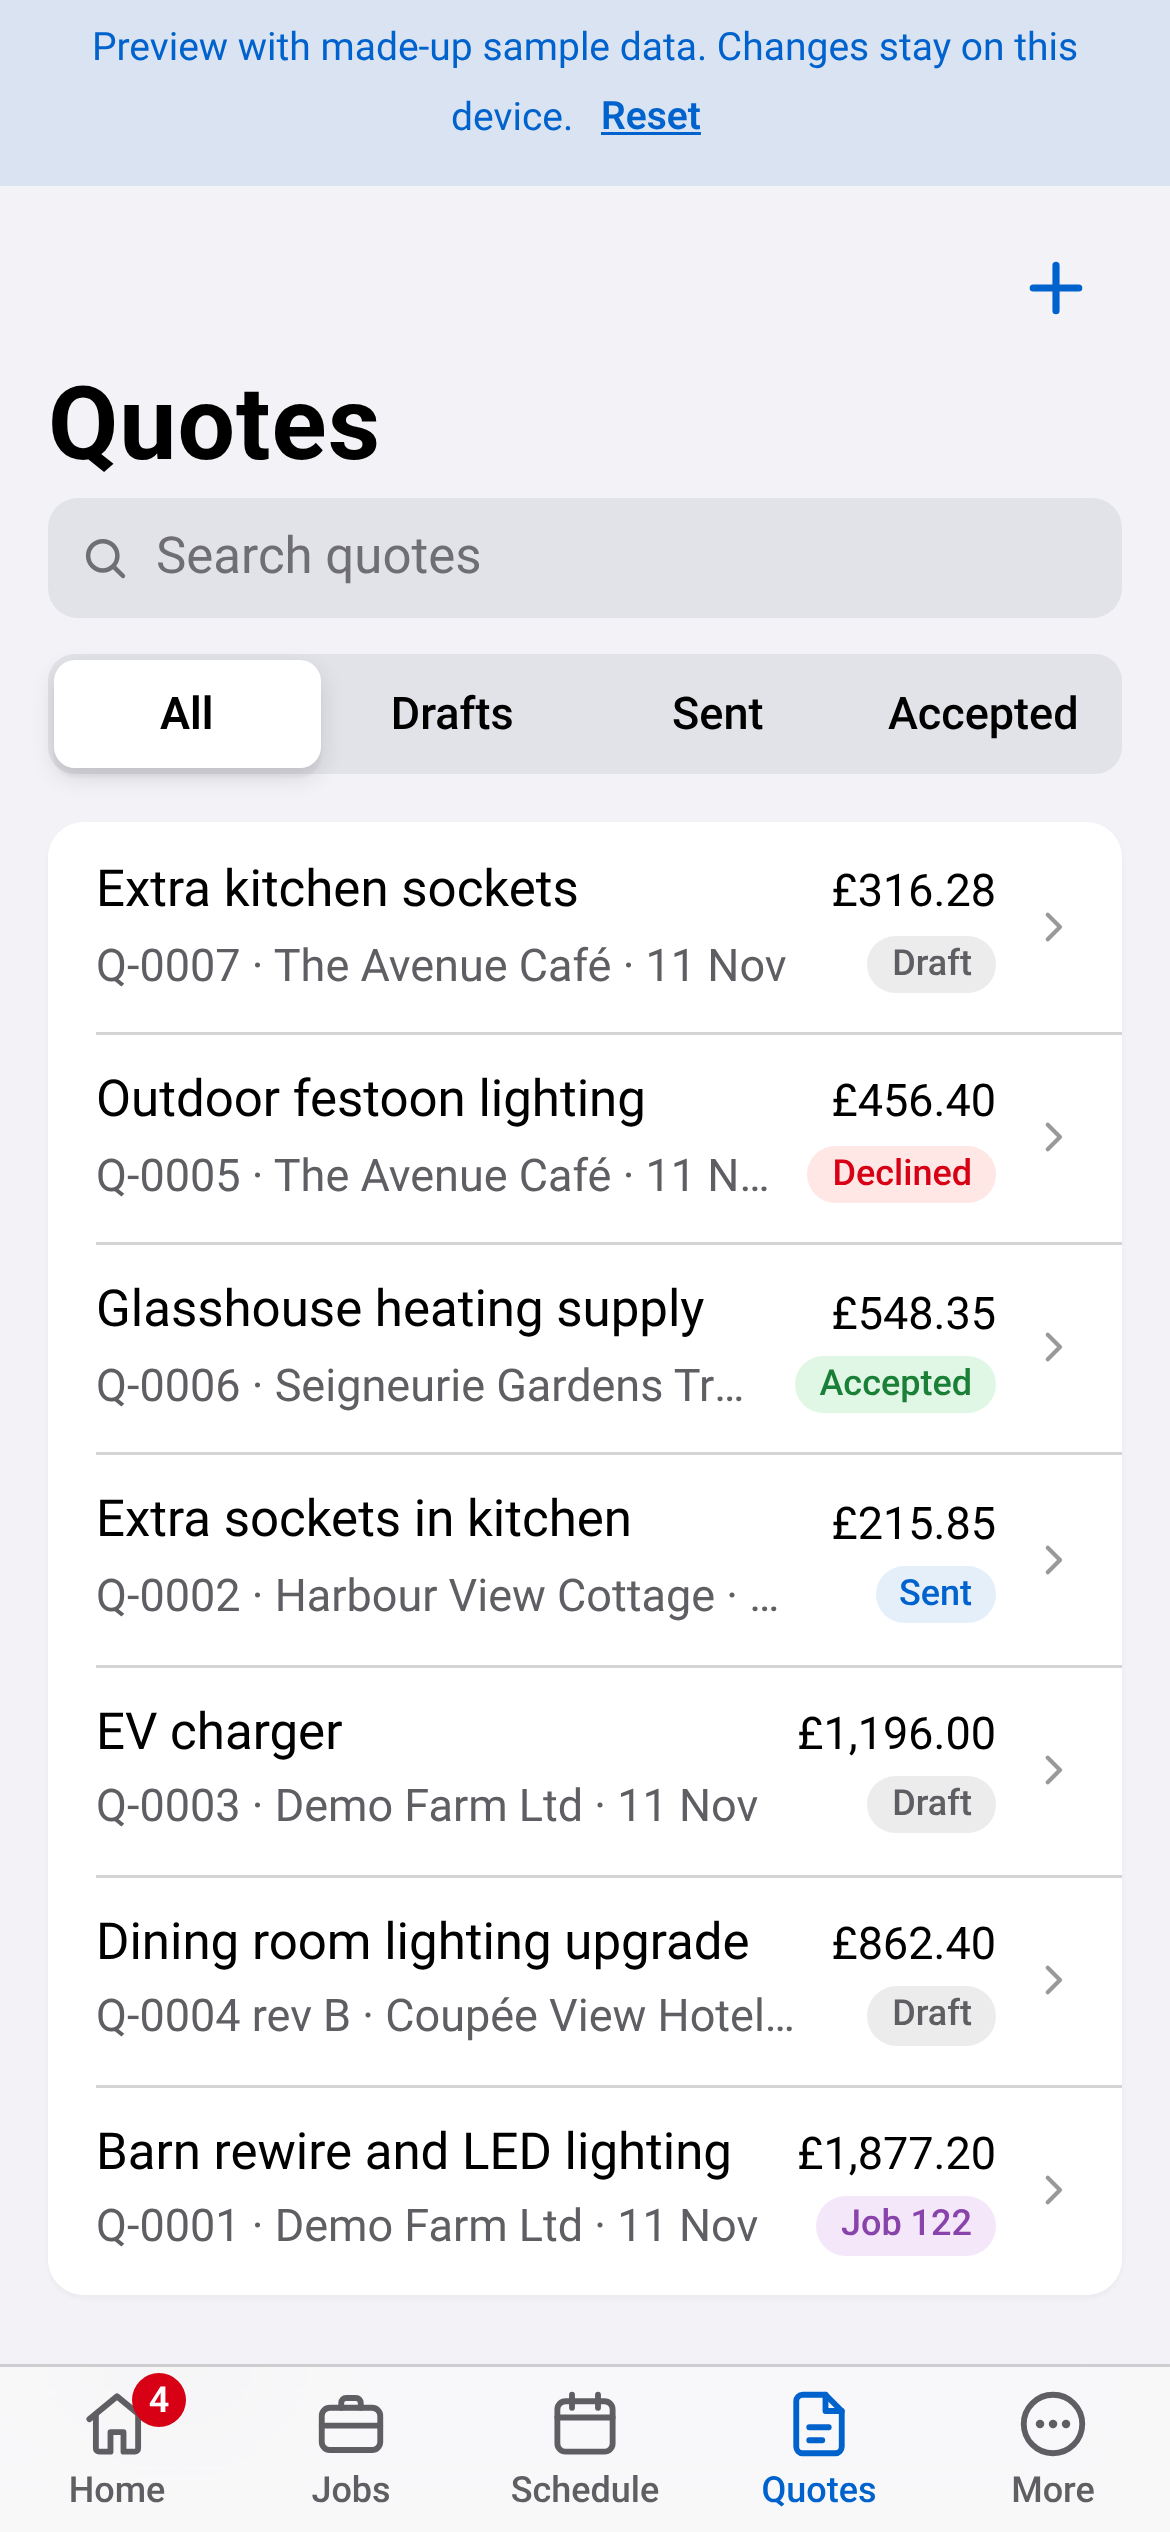 Preview with made-up sample data. Changes stay on this
device. Reset
Quotes
Search quotes
All Drafts Sent Accepted
Extra kitchen sockets £316.28
Q-0007 · The Avenue Café · 11 Nov Draft
Outdoor festoon lighting £456.40
Q-0005 · The Avenue Café · 11 N... Declined
Glasshouse heating supply £548.35
Q-0006 · Seigneurie Gardens Tr... Accepted
Extra sockets in kitchen £215.85
Q-0002 · Harbour View Cottage · ... Sent
EV charger £1,196.00
Q-0003 · Demo Farm Ltd · 11 Nov Draft
Dining room lighting upgrade £862.40
Q-0004 rev B · Coupée View Hotel... Draft
Barn rewire and LED lighting £1,877.20
Q-0001 · Demo Farm Ltd · 11 Nov Job 122
4
Home Jobs Schedule Quotes More